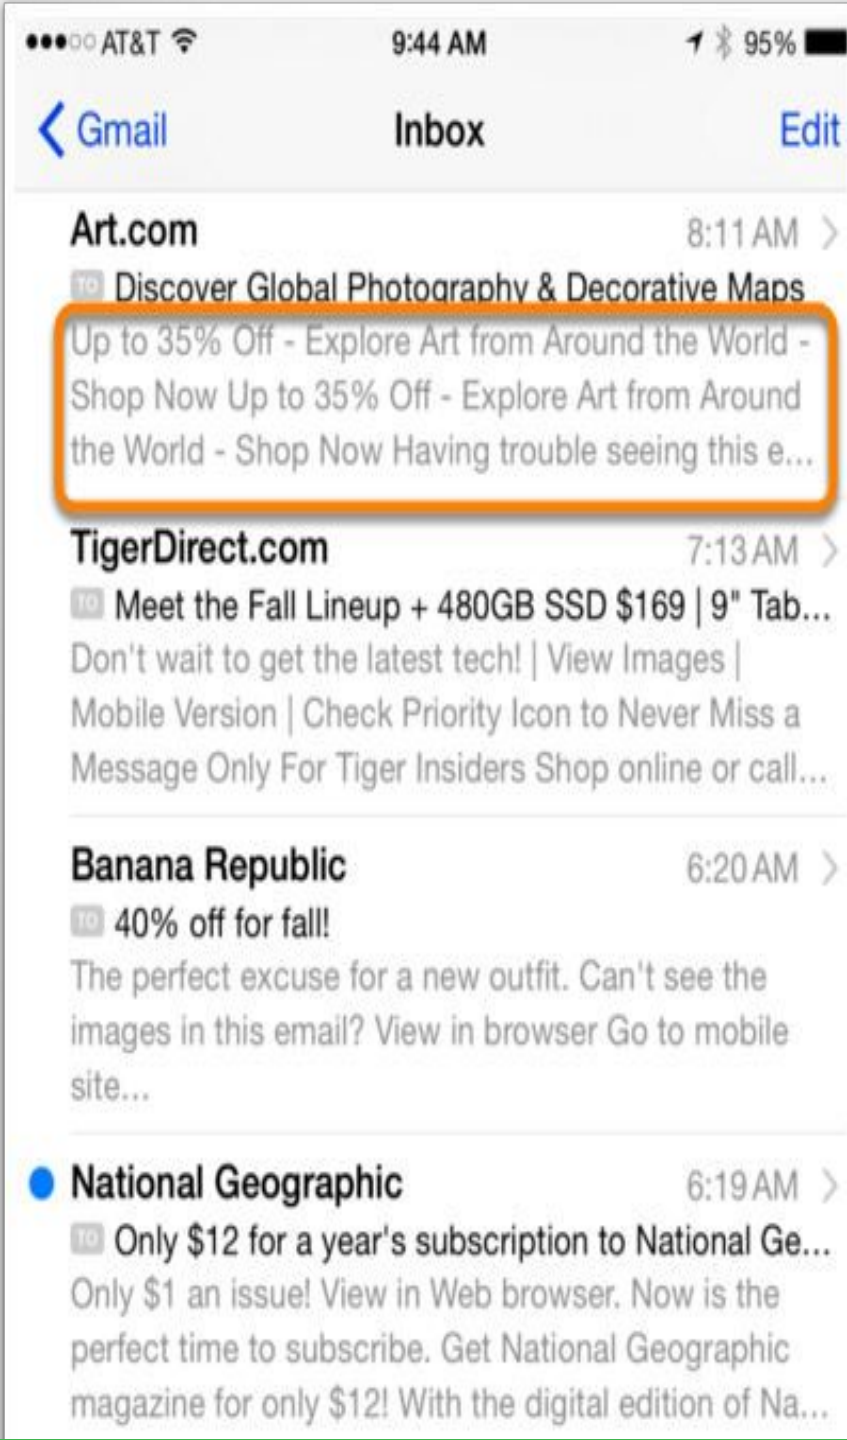 AT&T 9:44 AM 95%
Gmail Inbox Edit
Art.com 8:11 AM
TO Discover Global Photography & Decorative Maps
Up to 35% Off - Explore Art from Around the World -
Shop Now Up to 35% Off - Explore Art from Around
the World - Shop Now Having trouble seeing this e...
TigerDirect.com 7:13 AM
TO Meet the Fall Lineup + 480GB SSD $169 | 9" Tab...
Don't wait to get the latest tech! | View Images |
Mobile Version | Check Priority Icon to Never Miss a
Message Only For Tiger Insiders Shop online or call...
Banana Republic 6:20 AM
TO 40% off for fall!
The perfect excuse for a new outfit. Can't see the
images in this email? View in browser Go to mobile
site...
National Geographic 6:19 AM
TO Only $12 for a year's subscription to National Ge...
Only $1 an issue! View in Web browser. Now is the
perfect time to subscribe. Get National Geographic
magazine for only $12! With the digital edition of Na...